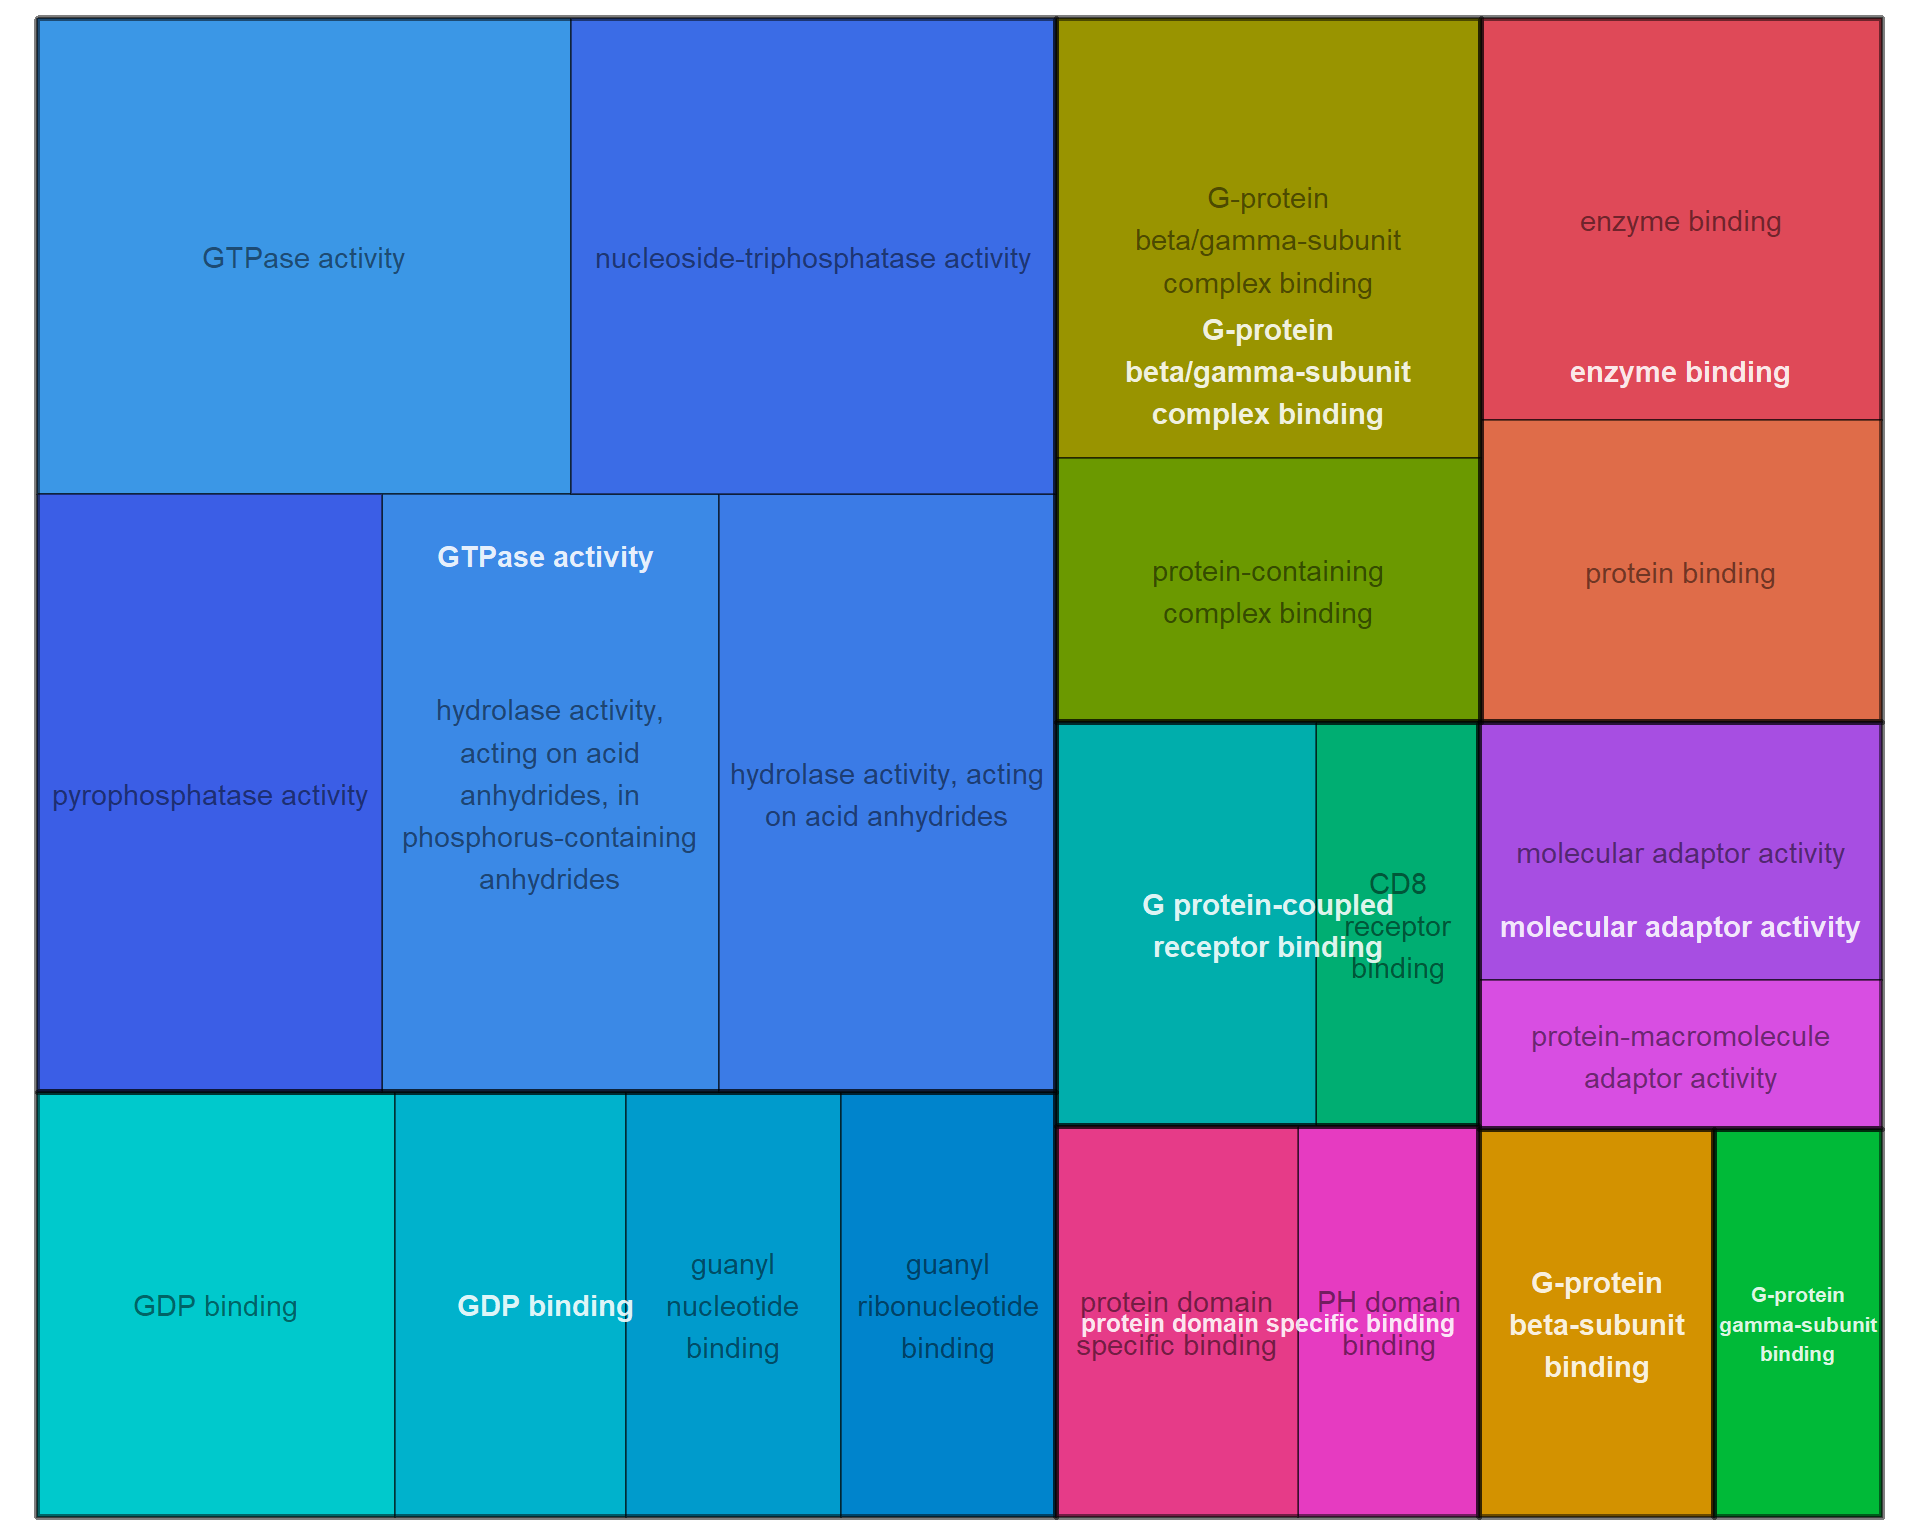 GTPase activity
nucleoside-triphosphatase activity
pyrophosphatase activity
GTPase activity
hydrolase activity,
acting on acid
anhydrides, in
phosphorus-containing
anhydrides
hydrolase activity, acting
on acid anhydrides
GDP binding
GDP binding
guanyl
nucleotide
binding
guanyl
ribonucleotide
binding
G-protein
beta/gamma-subunit
complex binding
G-protein
beta/gamma-subunit
complex binding
protein-containing
complex binding
enzyme binding
enzyme binding
protein binding
G protein-coupled
receptor binding
CD8
receptor
binding
molecular adaptor activity
molecular adaptor activity
protein-macromolecule
adaptor activity
protein domain
specific binding
protein domain specific binding
PH domain
binding
G-protein
beta-subunit
binding
G-protein
gamma-subunit
binding